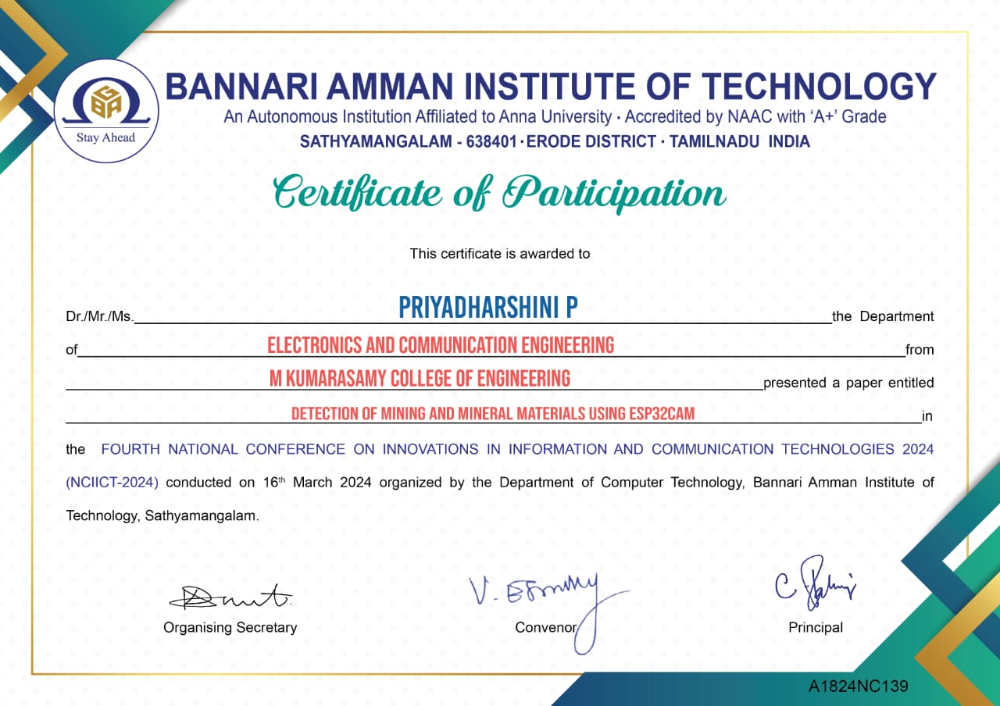 GBA
Stay Ahead
BANNARI AMMAN INSTITUTE OF TECHNOLOGY
An Autonomous Institution Affiliated to Anna University · Accredited by NAAC with ‘A+’ Grade
SATHYAMANGALAM - 638401 · ERODE DISTRICT · TAMILNADU INDIA
Certificate of Participation
This certificate is awarded to
Dr./Mr./Ms. PRIYADHARSHINI P the Department
of ELECTRONICS AND COMMUNICATION ENGINEERING from
M KUMARASAMY COLLEGE OF ENGINEERING presented a paper entitled
DETECTION OF MINING AND MINERAL MATERIALS USING ESP32CAM in
the FOURTH NATIONAL CONFERENCE ON INNOVATIONS IN INFORMATION AND COMMUNICATION TECHNOLOGIES 2024
(NCIICT-2024) conducted on 16th March 2024 organized by the Department of Computer Technology, Bannari Amman Institute of
Technology, Sathyamangalam.
Organising Secretary
Convenor
Principal
A1824NC139